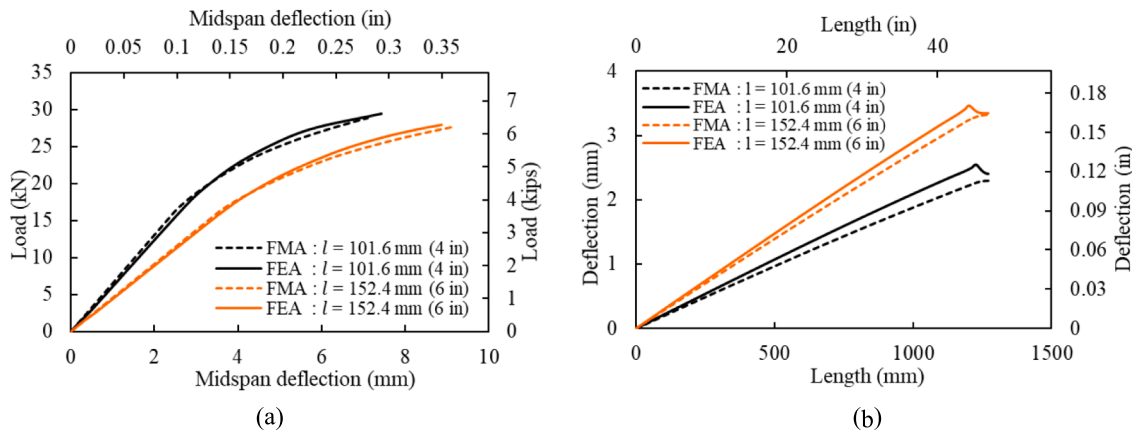 Midspan deflection (in)
0 0.05 0.1 0.15 0.2 0.25 0.3 0.35
35
30
25
20
15
10
5
0
Load (kN)
7
6
5
4
3
2
1
0
Load (kips)
FMA : l = 101.6 mm (4 in)
FEA : l = 101.6 mm (4 in)
FMA : l = 152.4 mm (6 in)
FEA : l = 152.4 mm (6 in)
0 2 4 6 8 10
Midspan deflection (mm)
(a)
Length (in)
0 20 40
4
3
2
1
0
Deflection (mm)
FMA : l = 101.6 mm (4 in)
FEA : l = 101.6 mm (4 in)
FMA : l = 152.4 mm (6 in)
FEA : l = 152.4 mm (6 in)
0.18
0.15
0.12
0.09
0.06
0.03
0
Deflection (in)
0 500 1000 1500
Length (mm)
(b)